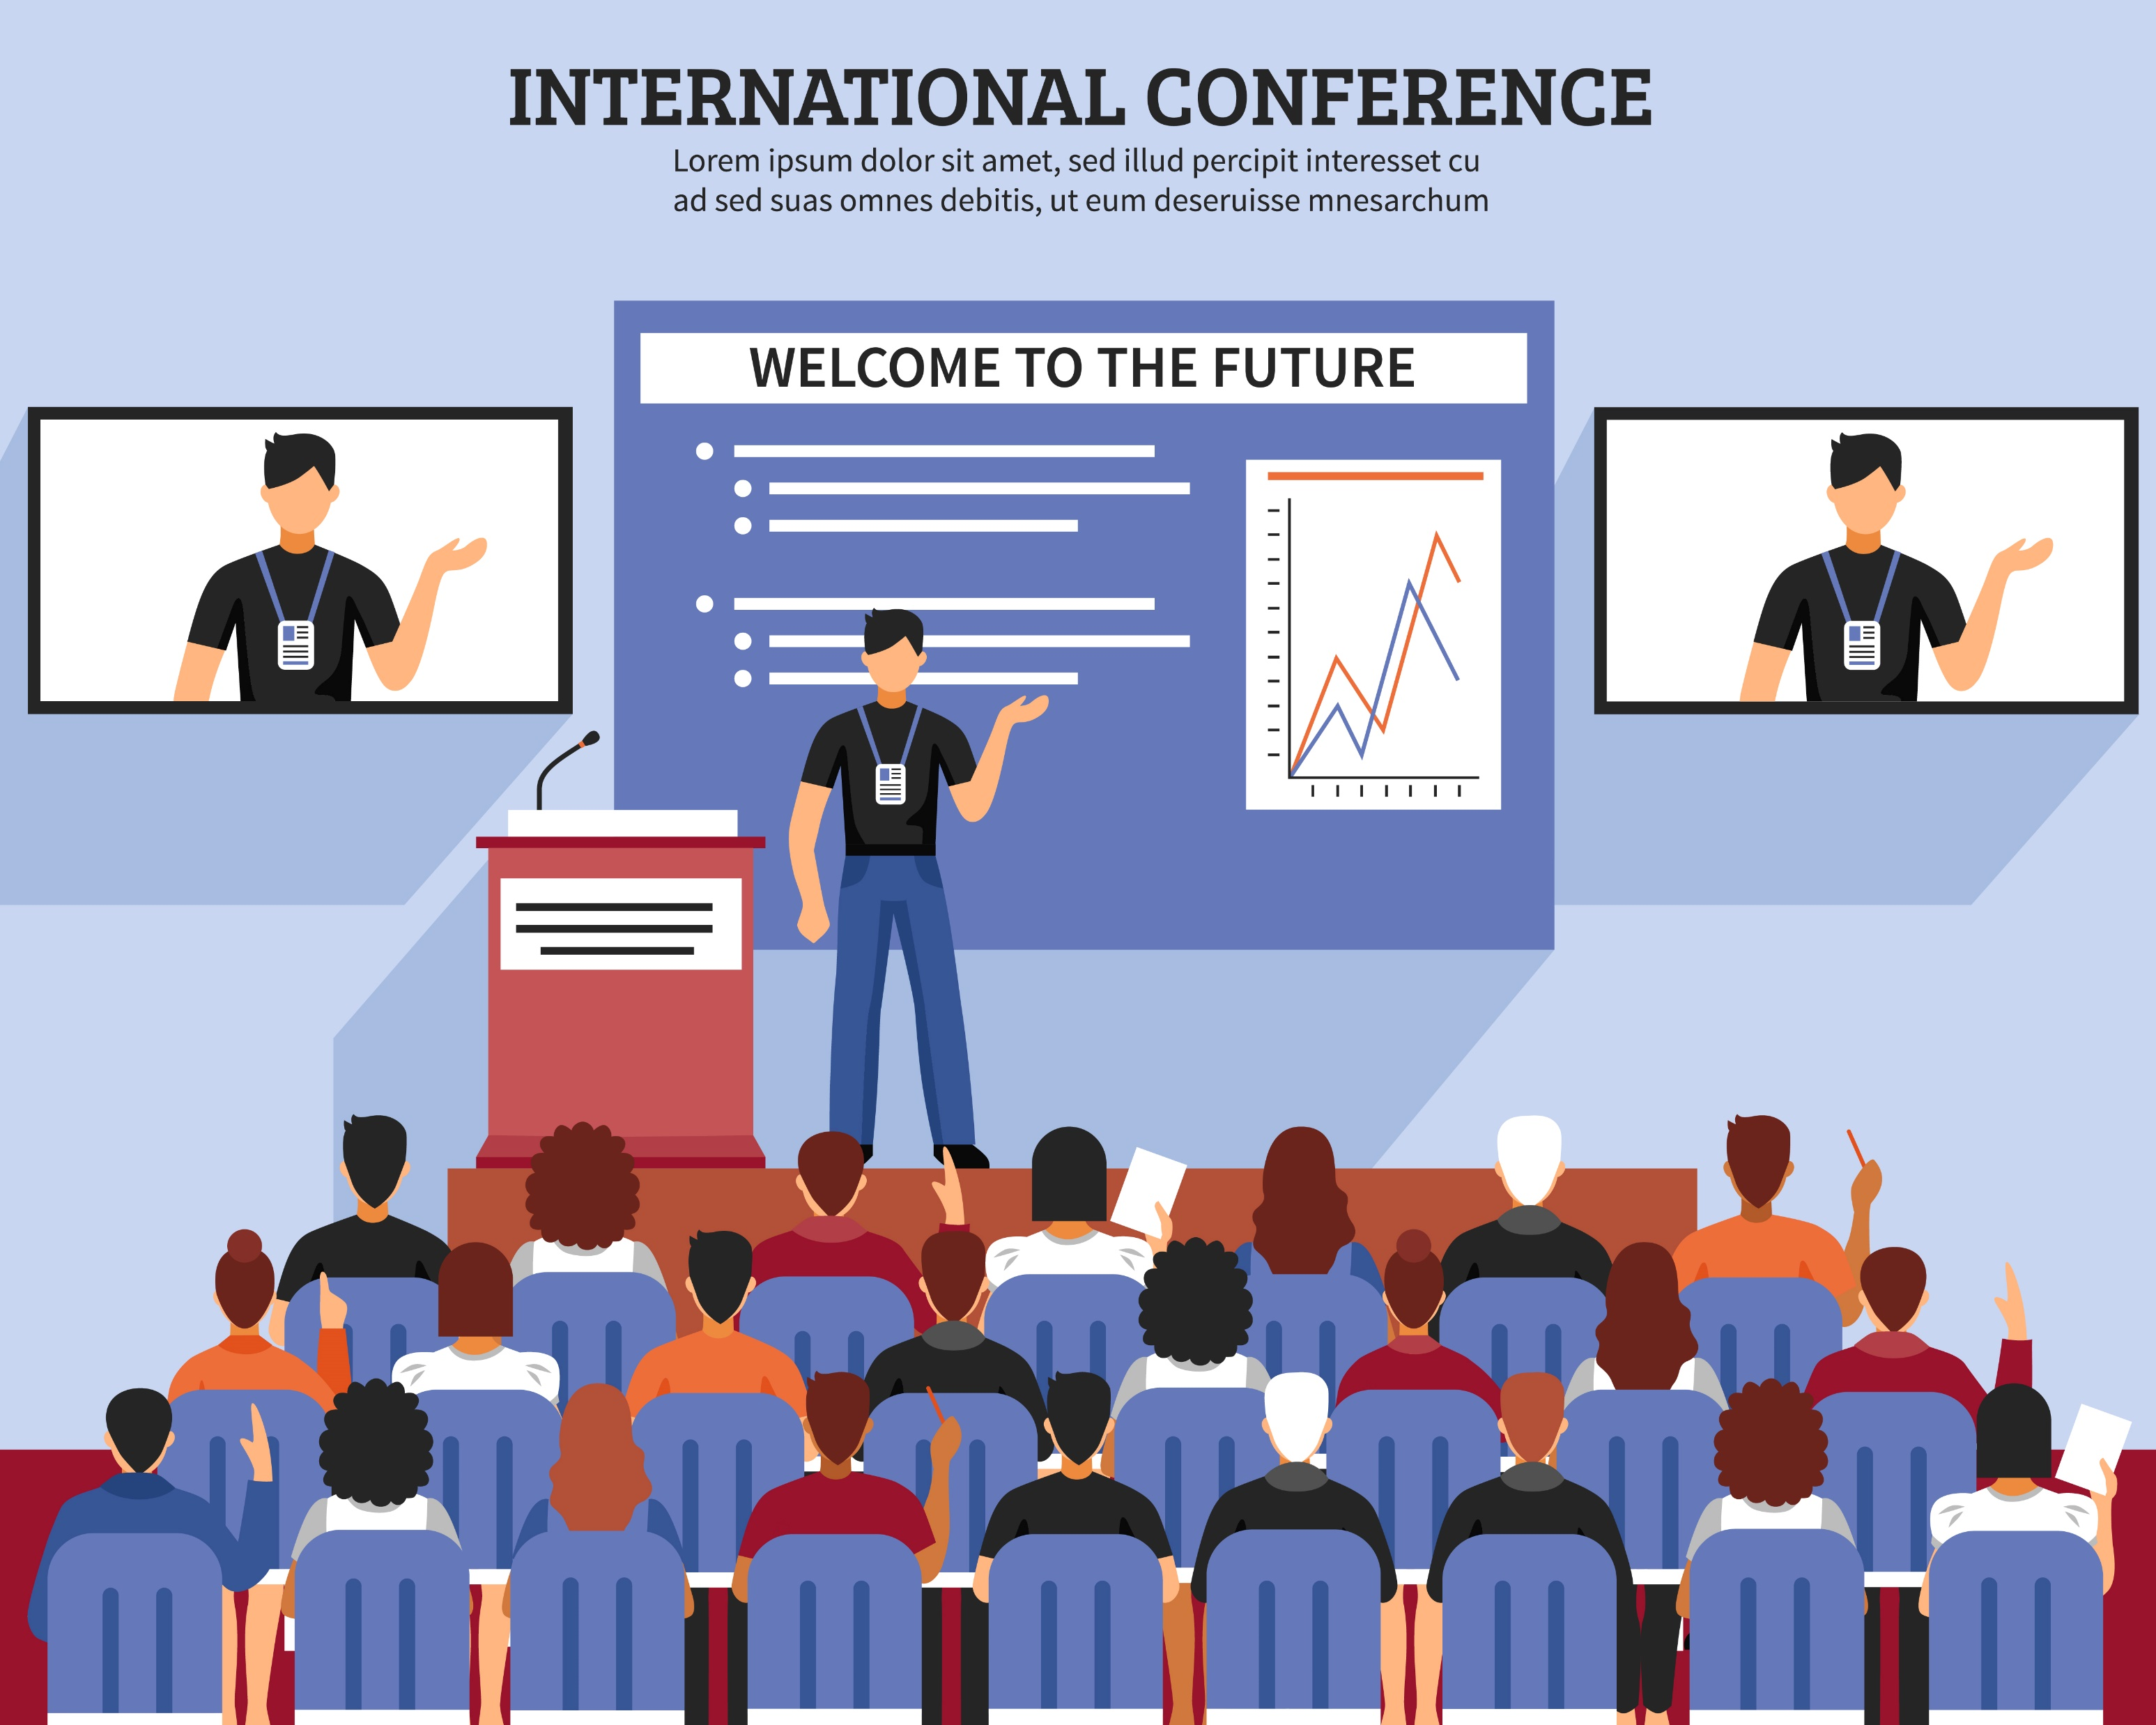 INTERNATIONAL CONFERENCE
Lorem ipsum dolor sit amet, sed illud percipit interesset cu
ad sed suas omnes debitis, ut eum deseruisse mnesarchum
WELCOME TO THE FUTURE